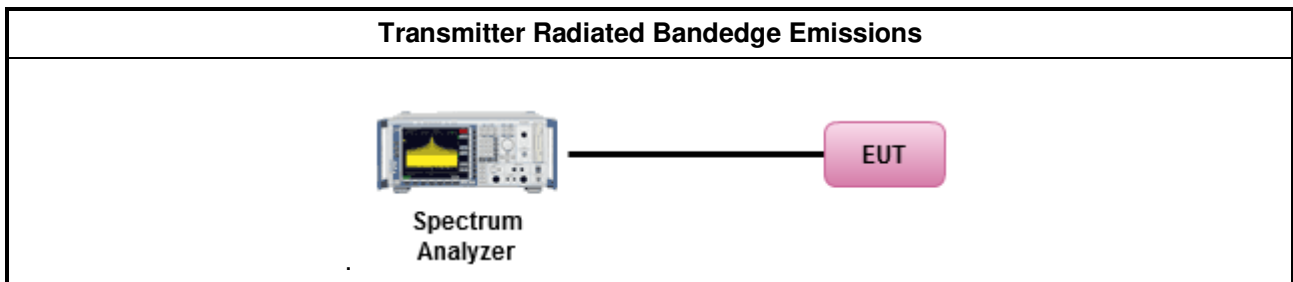 Transmitter Radiated Bandedge Emissions
EUT
Spectrum
Analyzer
.